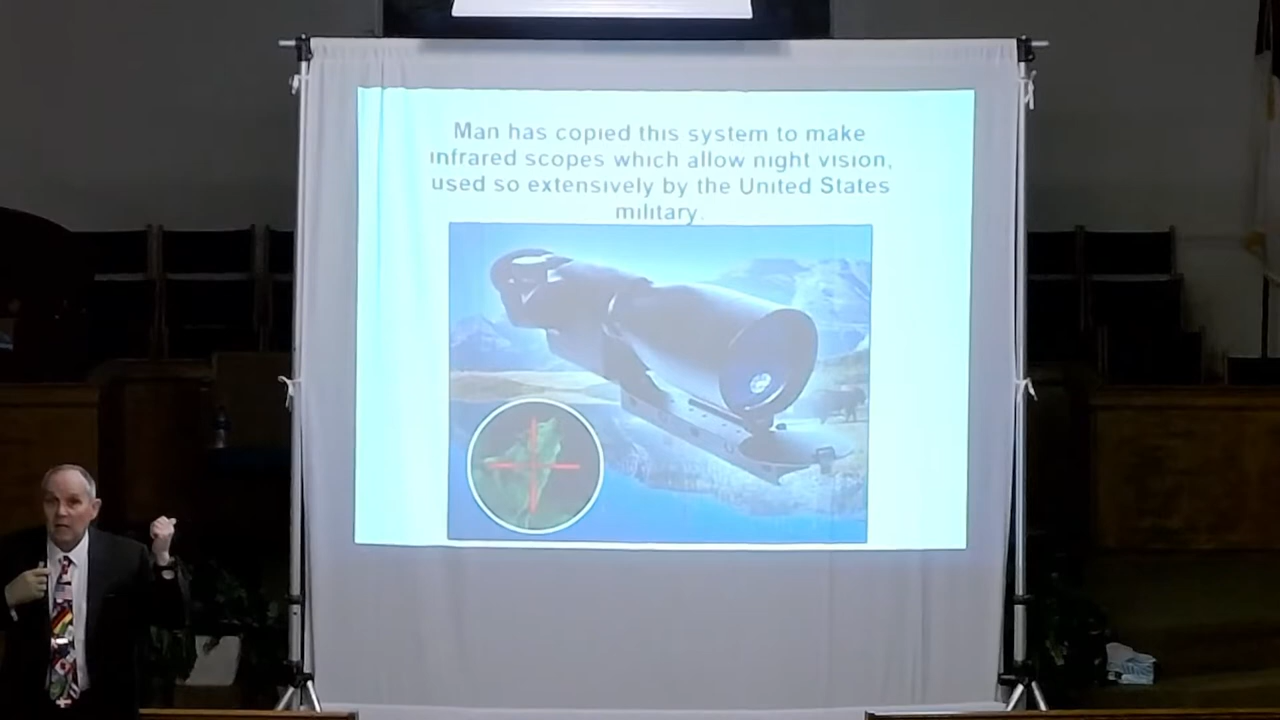 Man has copied this system to make
infrared scopes which allow night vision,
used so extensively by the United States
military.